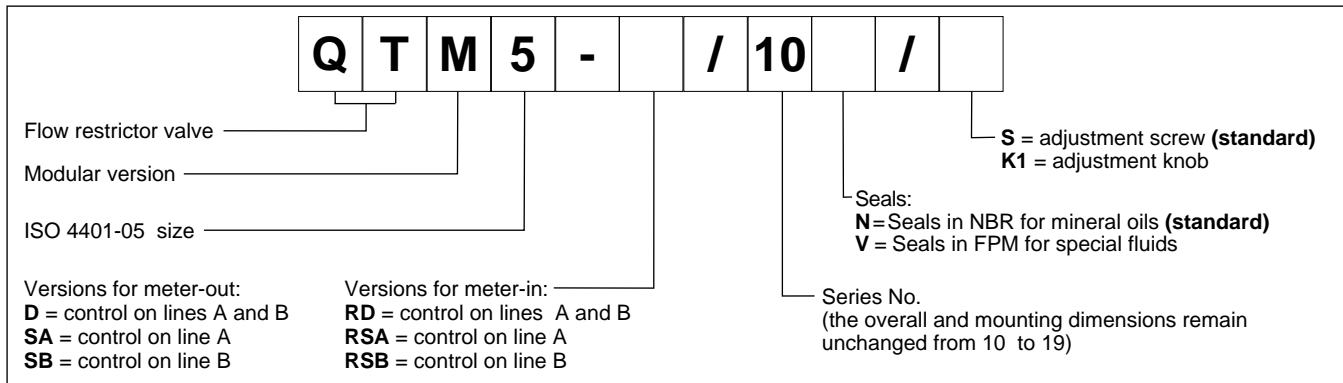 Q T M 5 - / 10 /
Flow restrictor valve
Modular version
ISO 4401-05 size
Versions for meter-out:
D = control on lines A and B
SA = control on line A
SB = control on line B
Versions for meter-in:
RD = control on lines A and B
RSA = control on line A
RSB = control on line B
S = adjustment screw (standard)
K1 = adjustment knob
Seals:
N=Seals in NBR for mineral oils (standard)
V = Seals in FPM for special fluids
Series No.
(the overall and mounting dimensions remain
unchanged from 10 to 19)